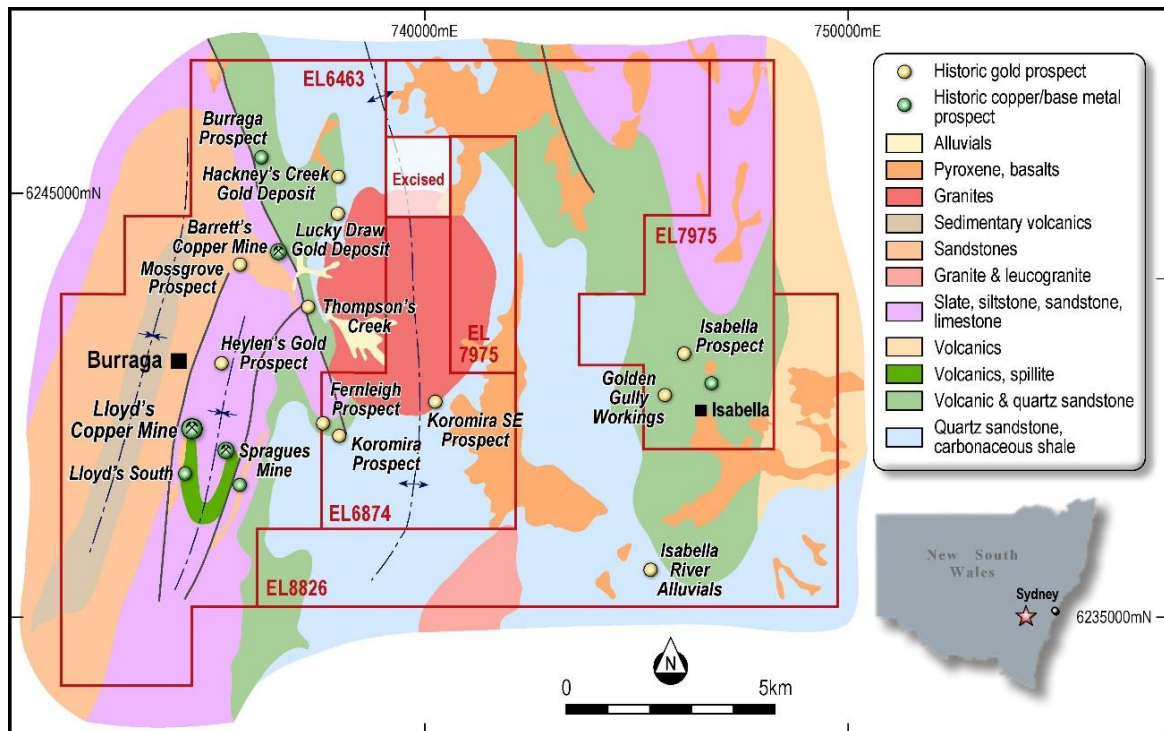 740000mE
750000mE
EL6463
Burraga
Prospect
Hackney's Creek
Gold Deposit
Excised
6245000mN
Barrett's
Copper Mine
Lucky Draw
Gold Deposit
EL7975
Mossgrove
Prospect
Thompson's
Creek
EL
7975
Isabella
Prospect
Burraga
Heylen's Gold
Prospect
Fernleigh
Prospect
Golden
Gully
Workings
Isabella
Lloyd's
Copper Mine
Koromira SE
Prospect
Koromira
Prospect
Spragues
Mine
Lloyd's South
EL6874
Isabella
River
Alluvials
EL8826
6235000mN
N
0
5km
Historic gold prospect
Historic copper/base metal
prospect
Alluvials
Pyroxene, basalts
Granites
Sedimentary volcanics
Sandstones
Granite & leucogranite
Slate, siltstone, sandstone,
limestone
Volcanics
Volcanics, spillite
Volcanic & quartz sandstone
Quartz sandstone,
carbonaceous shale
New South
Wales
Sydney